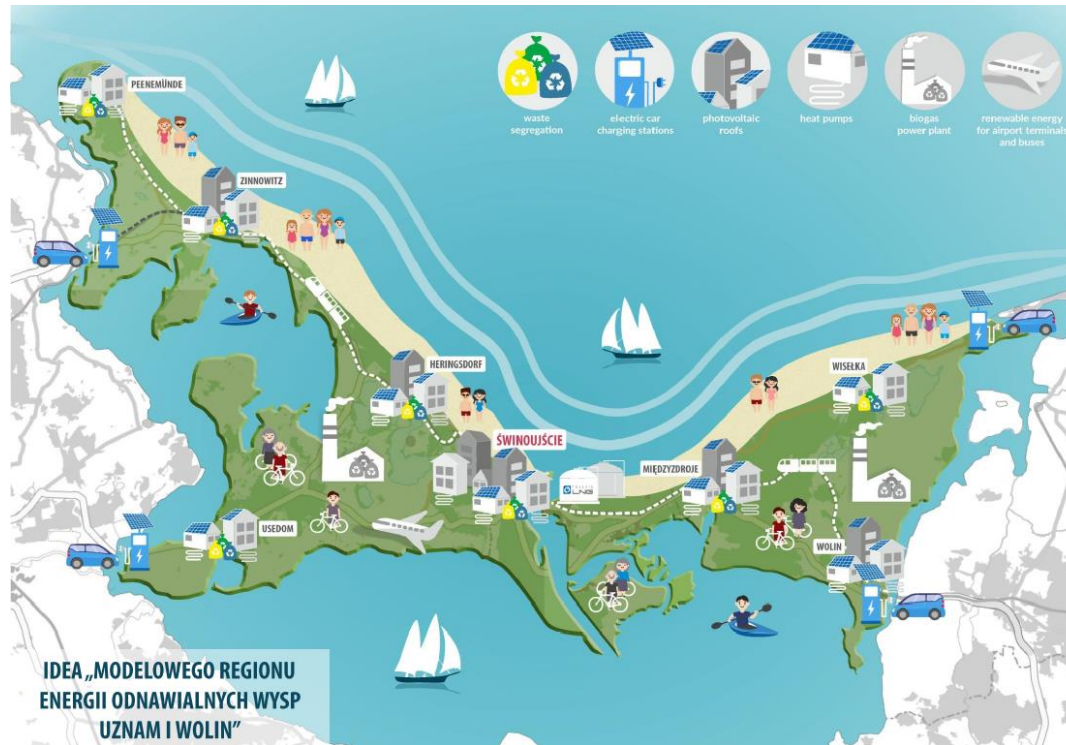 PEENEMÜNDE
waste
segregation
electric car
charging stations
photovoltaic
roofs
heat pumps
biogas
power plant
renewable energy
for airport terminals
and buses
ZINNOWITZ
HERINGSDORF
WISEŁKA
ŚWINOUJŚCIE
MIĘDZYZDROJE
LNG
USEDOM
WOLIN
IDEA „MODELOWEGO REGIONU
ENERGII ODNAWIALNYCH WYSP
UZNAM I WOLIN”